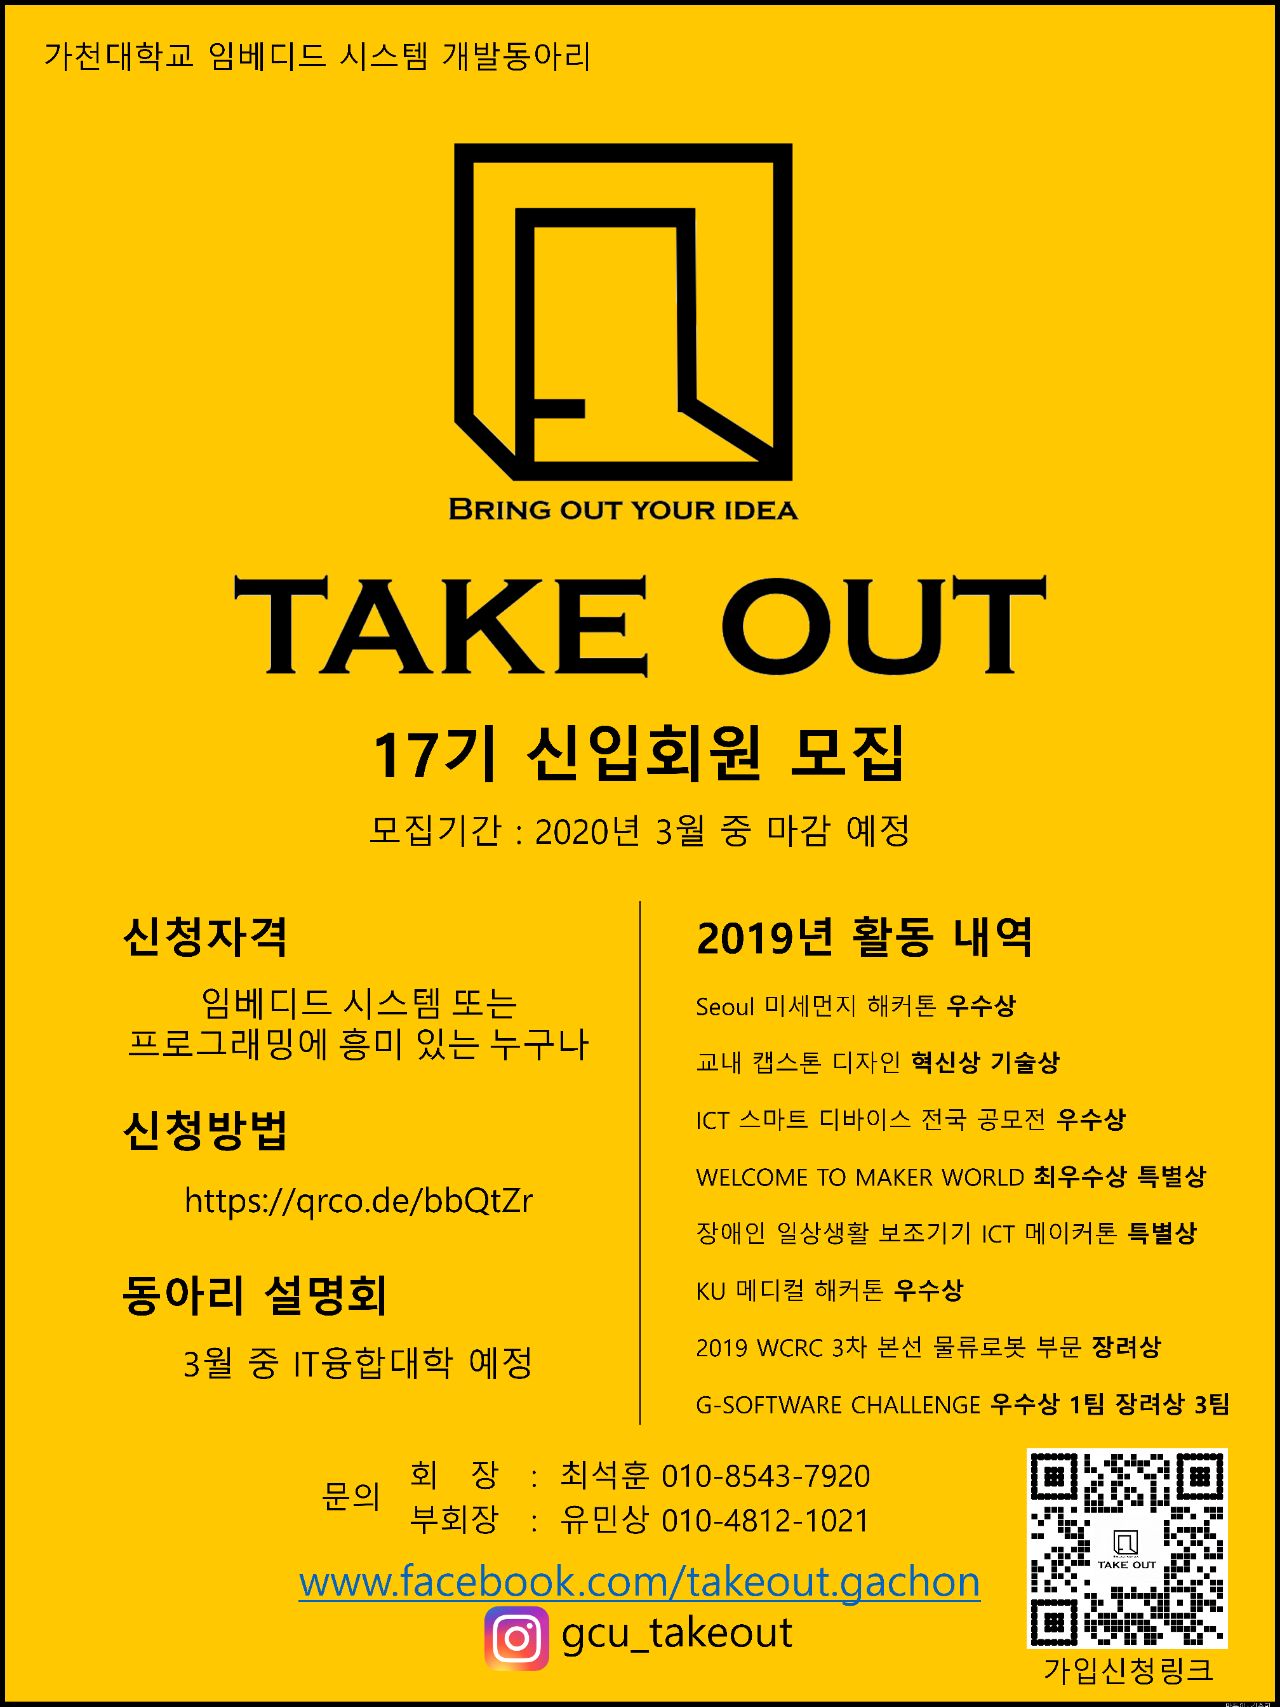 가천대학교 임베디드 시스템 개발동아리
BRING OUT YOUR IDEA
TAKE OUT
17기 신입회원 모집
모집기간 : 2020년 3월 중 마감 예정
신청자격
임베디드 시스템 또는
프로그래밍에 흥미 있는 누구나
신청방법
https://qrco.de/bbQtZr
동아리 설명회
3월 중 IT융합대학 예정
2019년 활동 내역
Seoul 미세먼지 해커톤 우수상
교내 캡스톤 디자인 혁신상 기술상
ICT 스마트 디바이스 전국 공모전 우수상
WELCOME TO MAKER WORLD 최우수상 특별상
장애인 일상생활 보조기기 ICT 메이커톤 특별상
KU 메디컬 해커톤 우수상
2019 WCRC 3차 본선 물류로봇 부문 장려상
G-SOFTWARE CHALLENGE 우수상 1팀 장려상 3팀
문의
회 장 : 최석훈 010-8543-7920
부회장 : 유민상 010-4812-1021
www.facebook.com/takeout.gachon
gcu_takeout
TAKE OUT
가입신청링크